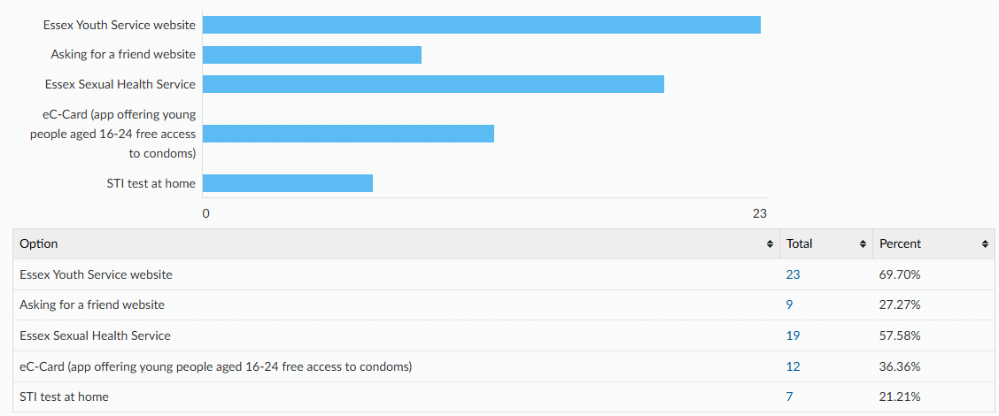 Essex Youth Service website
Asking for a friend website
Essex Sexual Health Service
eC-Card (app offering young
people aged 16-24 free access
to condoms)
STI test at home
0 23
Option Total Percent
Essex Youth Service website 23 69.70%
Asking for a friend website 9 27.27%
Essex Sexual Health Service 19 57.58%
eC-Card (app offering young people aged 16-24 free access to condoms) 12 36.36%
STI test at home 7 21.21%